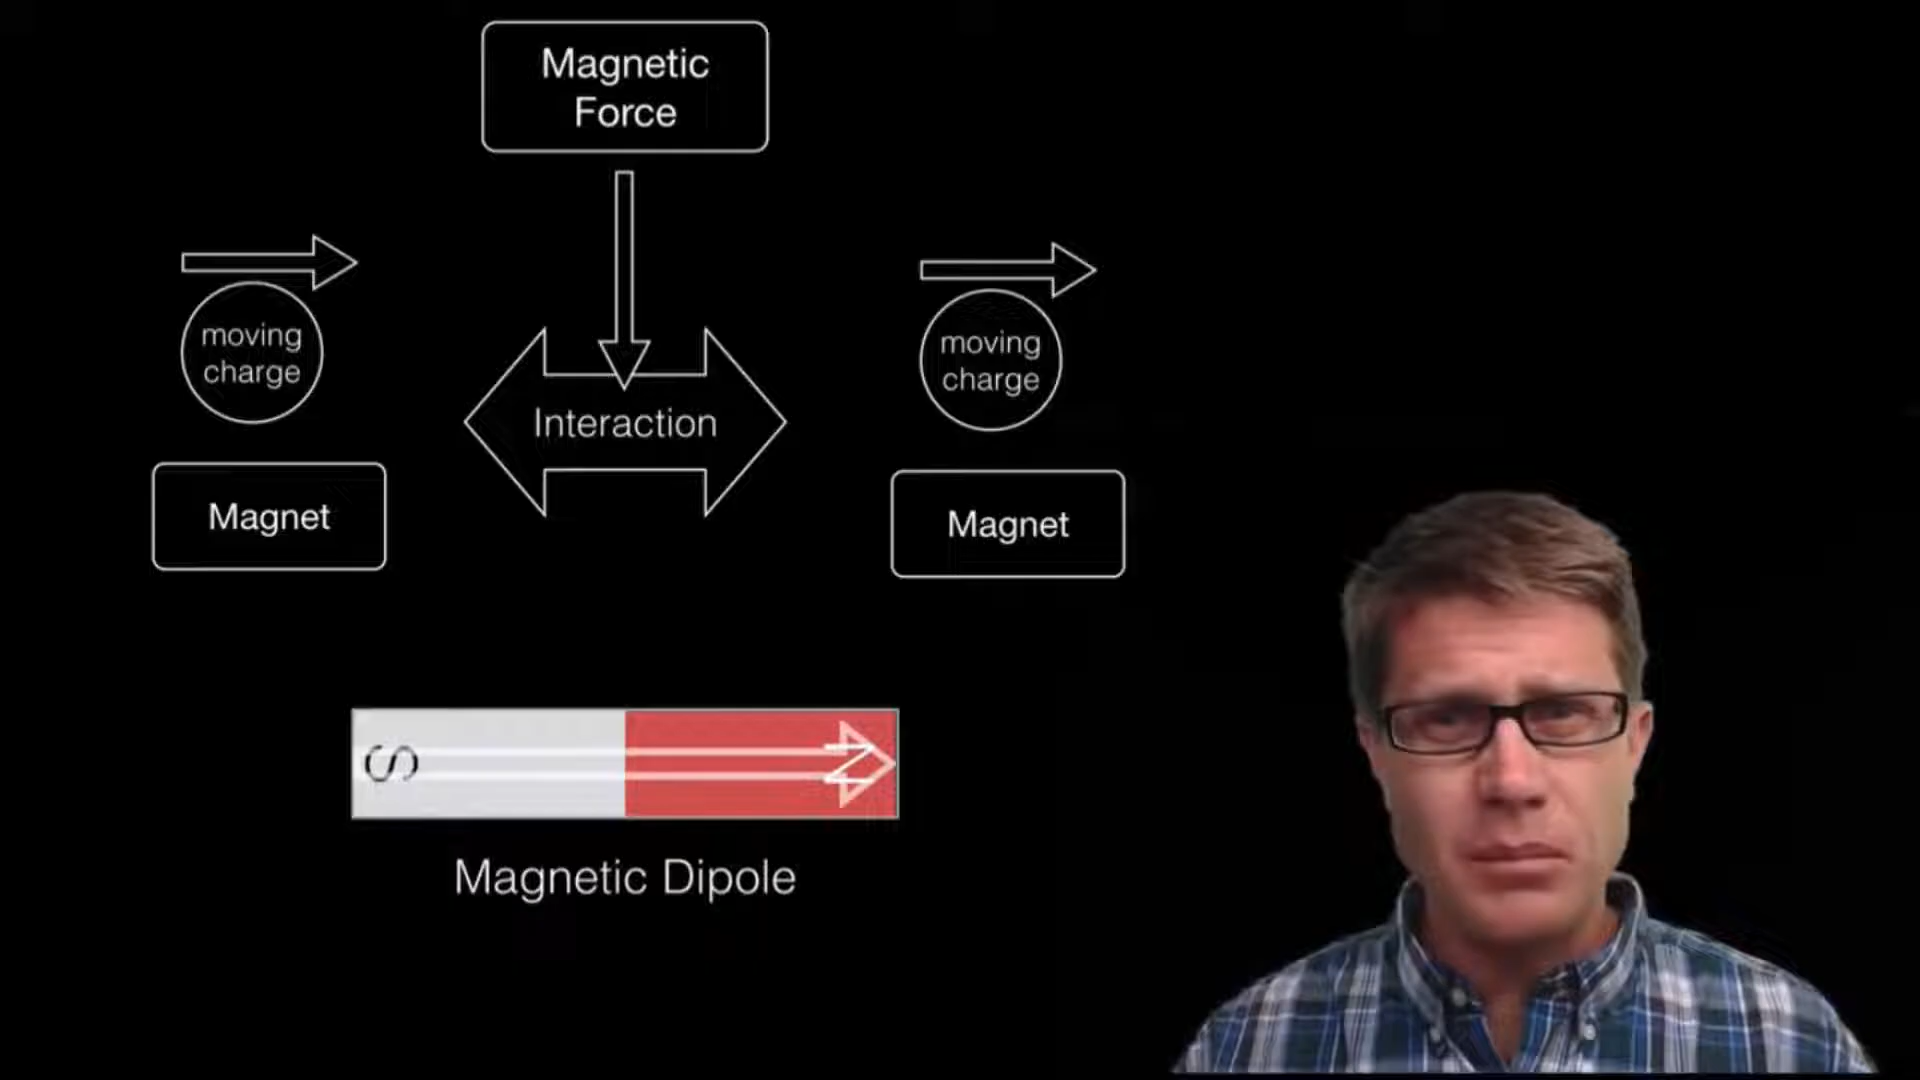 Magnetic
Force
moving
charge
moving
charge
Interaction
Magnet
Magnet
S
N
Magnetic Dipole